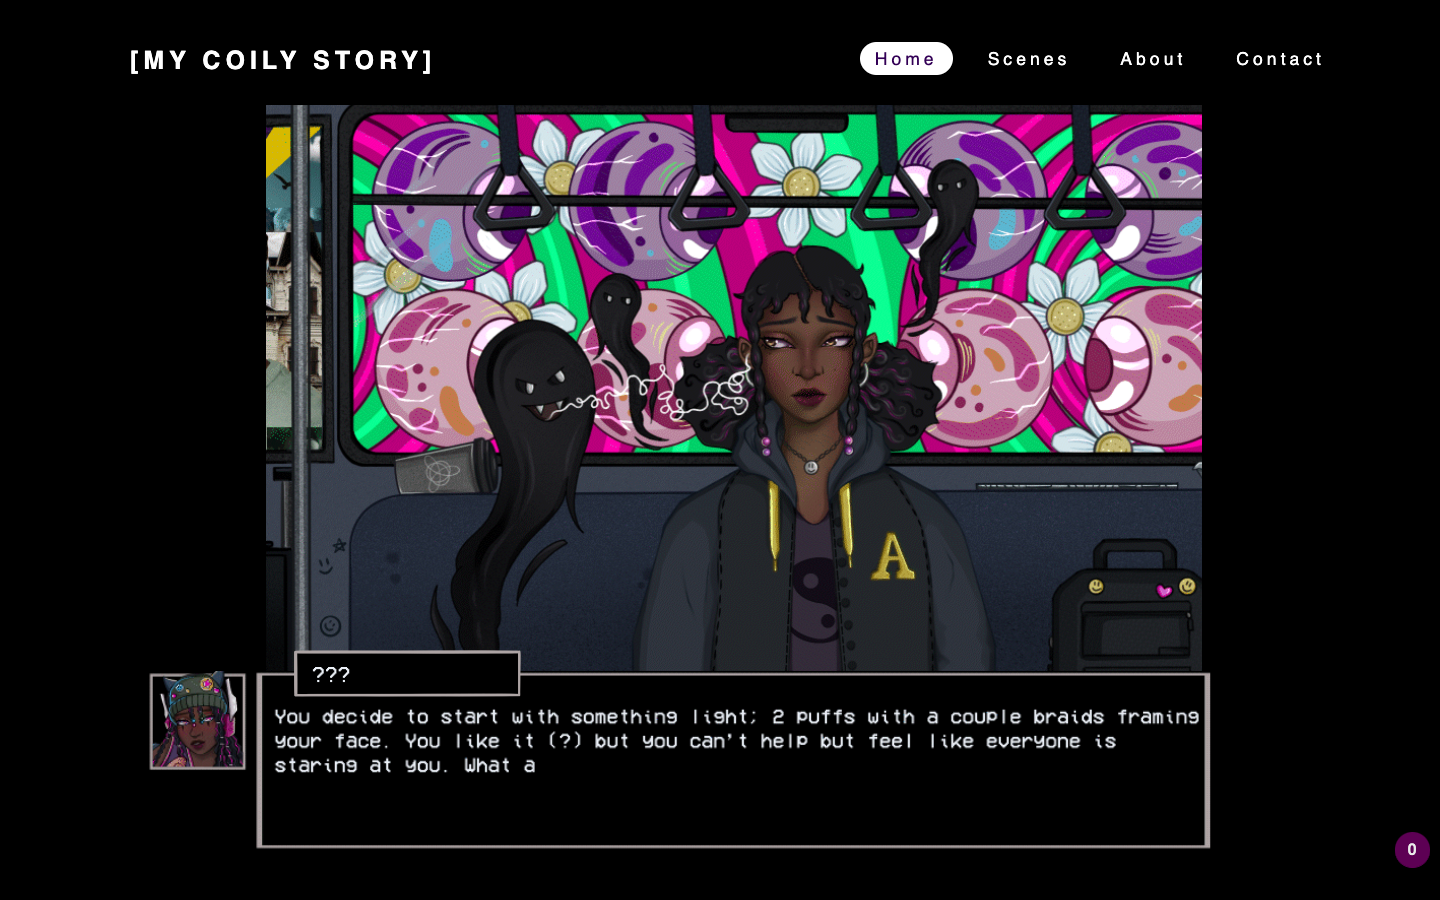 [MY COILY STORY]
Home
Scenes
About
Contact
A
???
You decide to start with something light; 2 puffs with a couple braids framing
your face. You like it (?) but you can't help but feel like everyone is
staring at you. What a
0